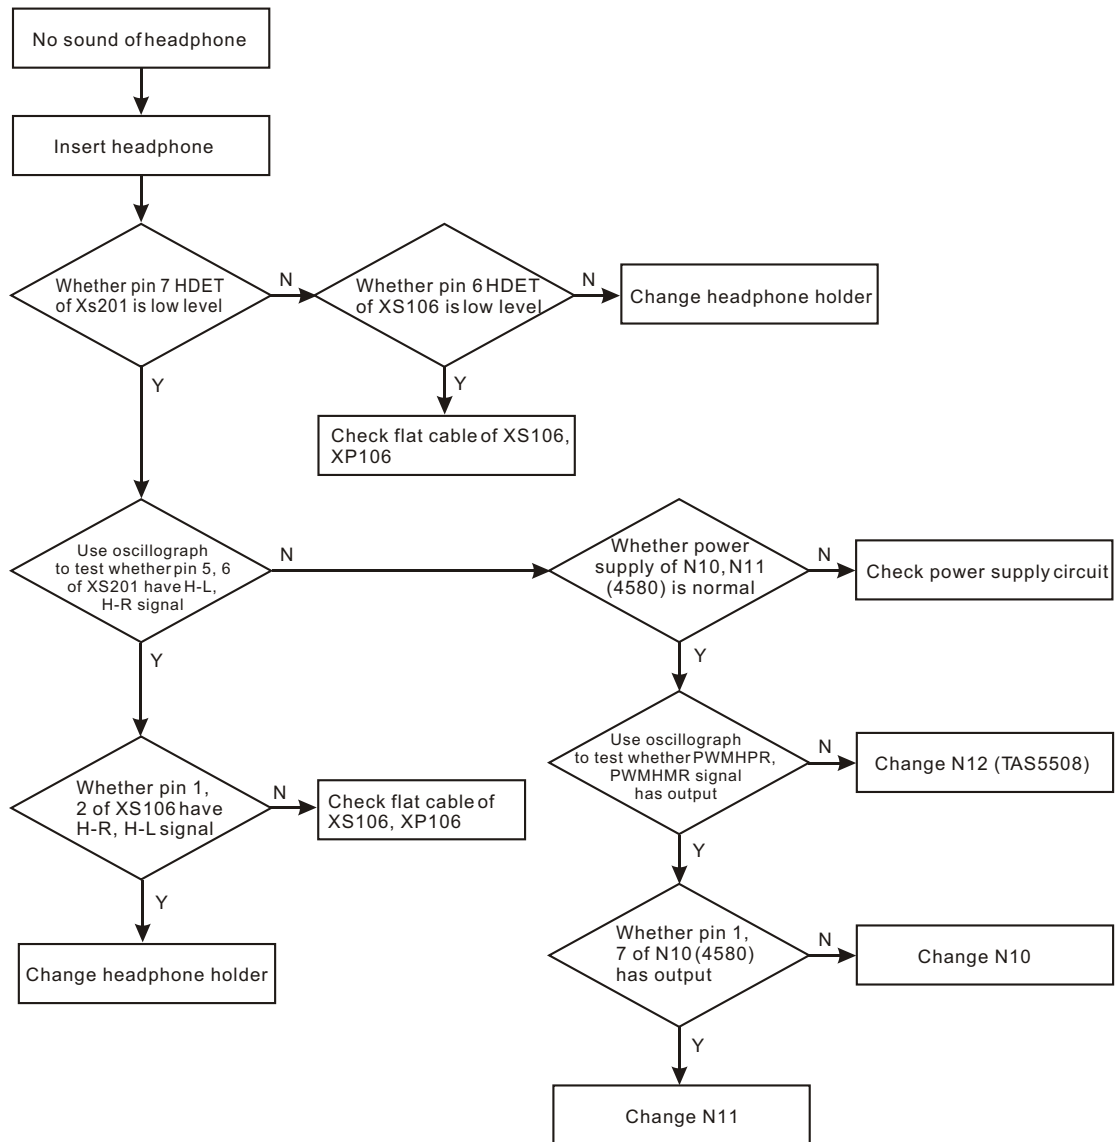 No sound of headphone
Insert headphone
Whether pin 7 HDET
of Xs201 is low level
N
Whether pin 6 HDET
of XS106 is low level
N
Change headphone holder
Y
Y
Check flat cable of XS106,
XP106
Use oscillograph
to test whether pin 5, 6
of XS201 have H-L,
H-R signal
N
Whether power
supply of N10, N11
(4580) is normal
N
Check power supply circuit
Y
Y
Use oscillograph
to test whether PWMHPR,
PWMHMR signal
has output
N
Change N12 (TAS5508)
Whether pin 1,
2 of XS106 have
H-R, H-L signal
N
Check flat cable of
XS106, XP106
Y
Y
Whether pin 1,
7 of N10 (4580)
has output
N
Change N10
Change headphone holder
Y
Change N11